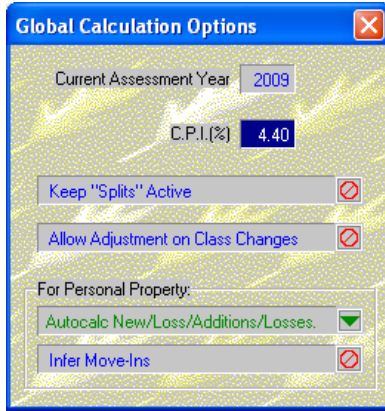 Global Calculation Options
Current Assessment Year 2009
C.P.I.(%) 4.40
Keep "Splits" Active
Allow Adjustment on Class Changes
For Personal Property:
Autocalc New/Loss/Additions/Losses.
Infer Move-Ins